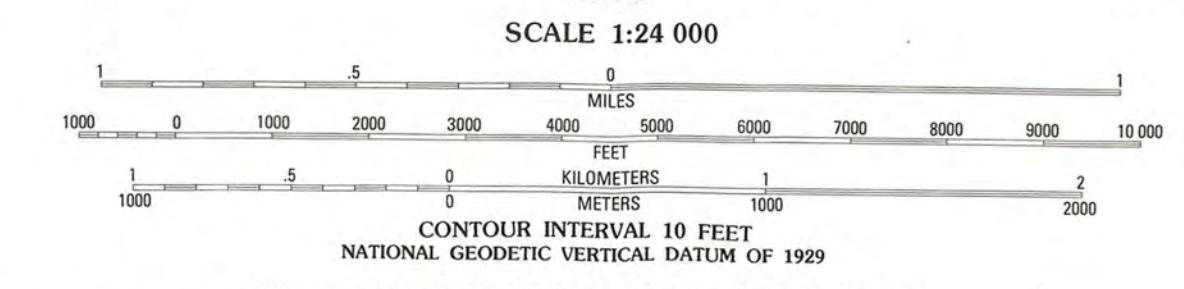 SCALE 1:24 000
1 .5 0 1
MILES
1000 0 1000 2000 3000 4000 5000 6000 7000 8000 9000 10 000
FEET
1 .5 0 KILOMETERS 1 2
1000 0 METERS 1000 2000
CONTOUR INTERVAL 10 FEET
NATIONAL GEODETIC VERTICAL DATUM OF 1929